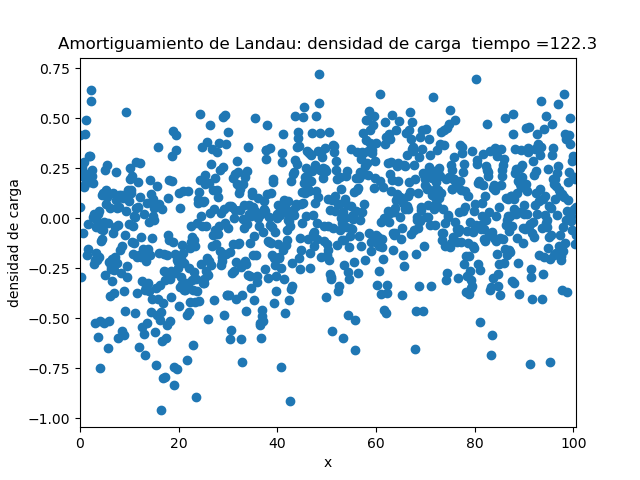 Amortiguamiento de Landau: densidad de carga  tiempo =122.3
0.75
0.50
0.25
0.00
−0.25
−0.50
−0.75
−1.00
densidad de carga
0 20 40 60 80 100
x